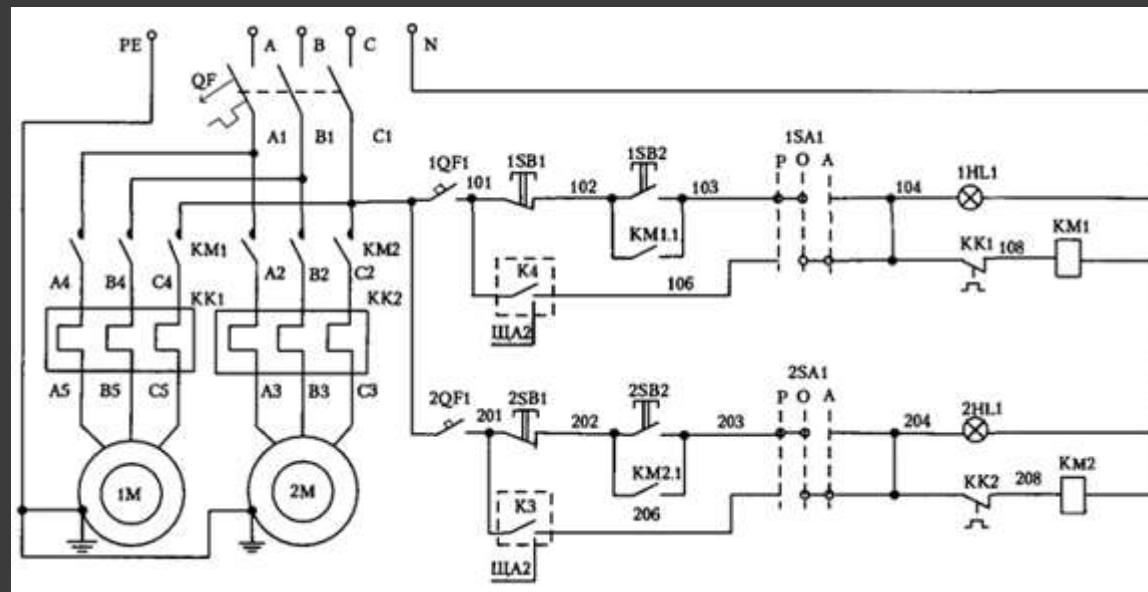 PE A B C N
QF
A1 B1 C1
1QF1 101 1SB1 102 1SB2 103 1SA1 104 1HL1
P O A
KM1.1
KM1 KM2
A4 B4 C4 A2 B2 C2
K4 106 KK1 108 KM1
KK1 KK2
ЩА2
A5 B5 C5 A3 B3 C3
2QF1 201 2SB1 202 2SB2 203 2SA1 204 2HL1
P O A
KM2.1
KK2 208 KM2
1M 2M
K3 206
ЩА2